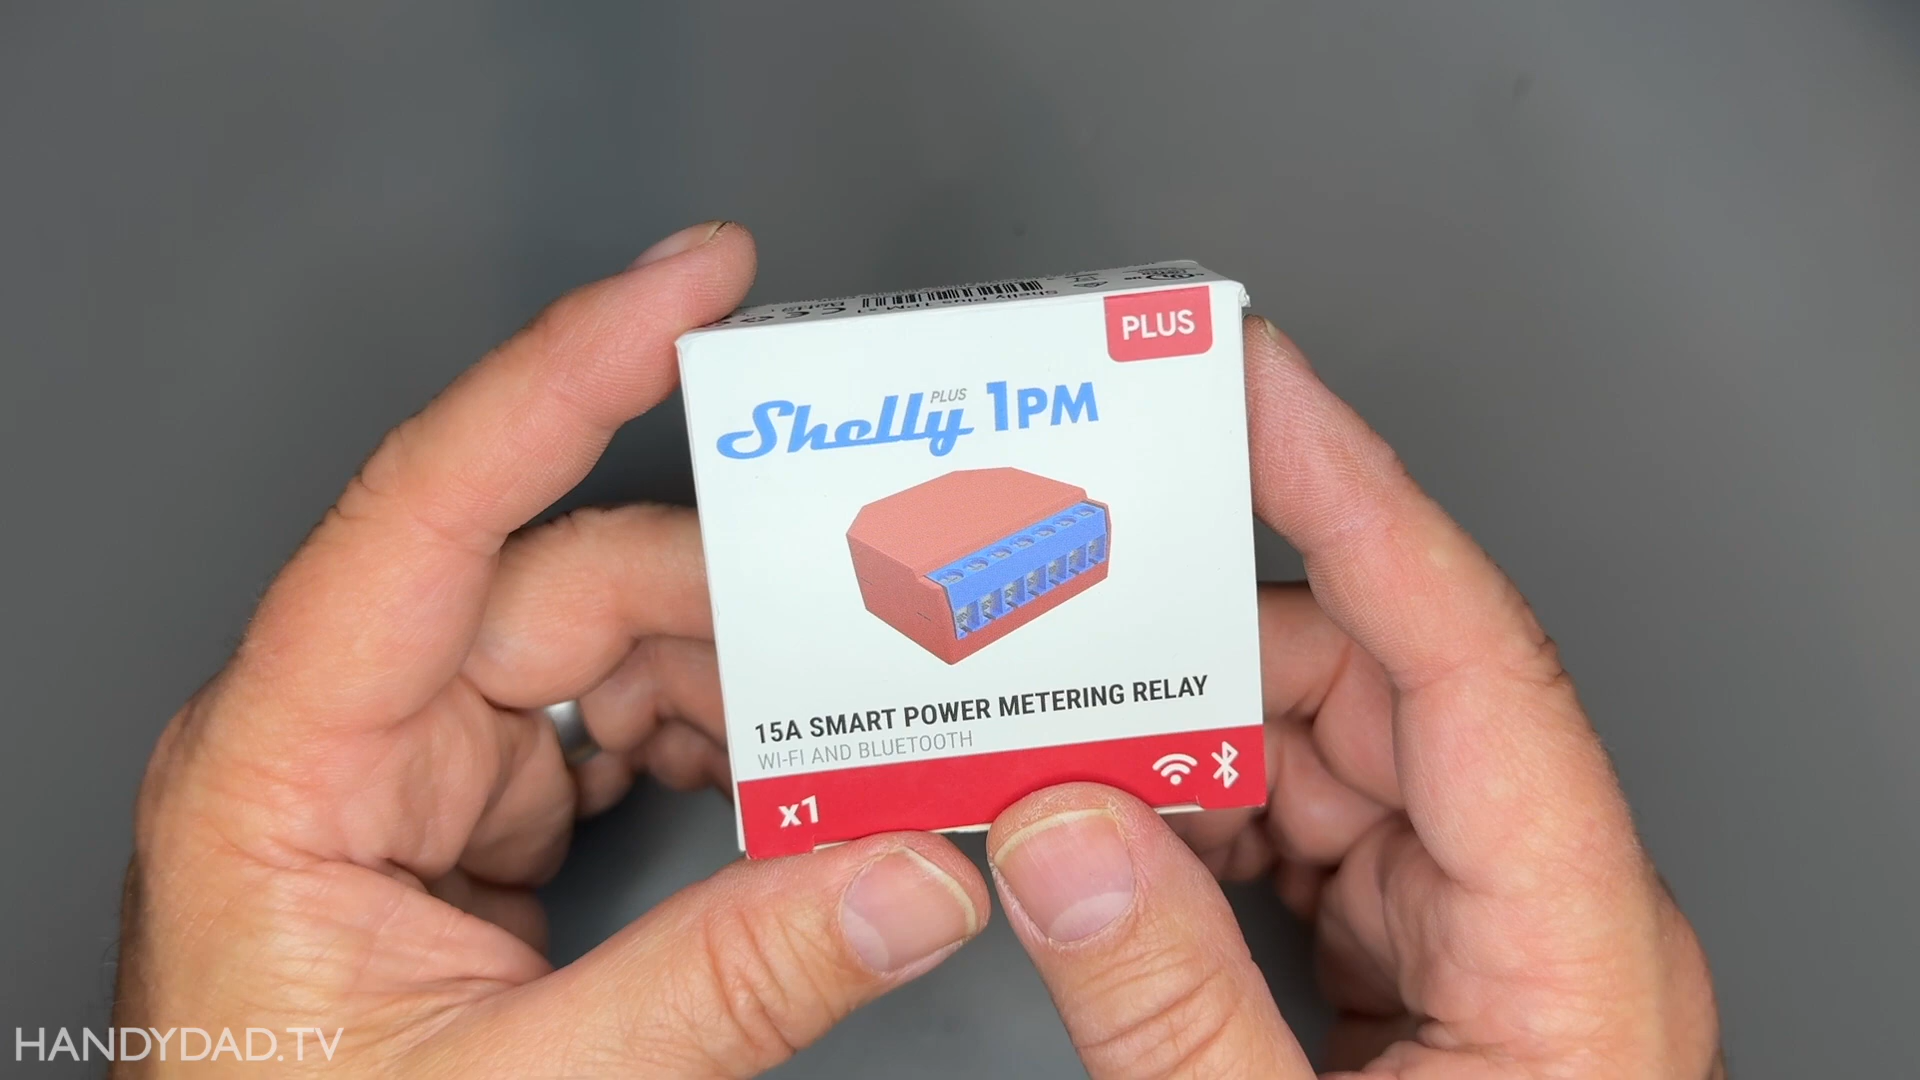 PLUS
Shelly PLUS 1PM
15A SMART POWER METERING RELAY
WI-FI AND BLUETOOTH
x1
HANDYDAD.TV